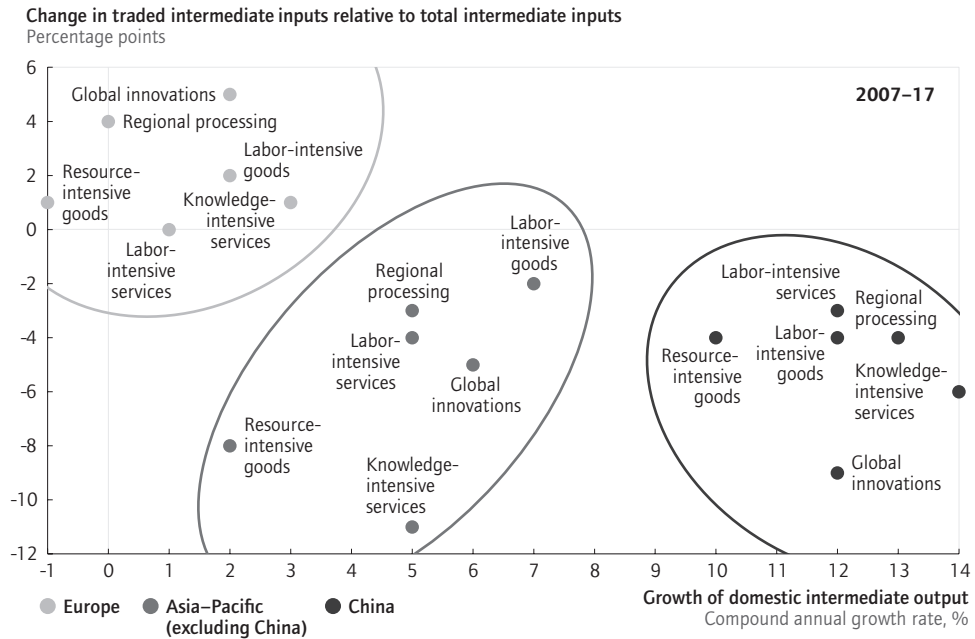 Change in traded intermediate inputs relative to total intermediate inputs
Percentage points
2007–17
6
4
2
0
-2
-4
-6
-8
-10
-12
Global innovations
Regional processing
Labor-intensive
goods
Resource-
intensive
goods
Knowledge-
intensive
services
Labor-
intensive
services
Labor-
intensive
goods
Regional
processing
Labor-
intensive
services
Global
innovations
Resource-
intensive
goods
Knowledge-
intensive
services
Labor-intensive
services
Regional
processing
Resource-
intensive
goods
Labor-
intensive
goods
Knowledge-
intensive
services
Global
innovations
-1 0 1 2 3 4 5 6 7 8 9 10 11 12 13 14
Growth of domestic intermediate output
Compound annual growth rate, %
Europe
Asia–Pacific
(excluding China)
China